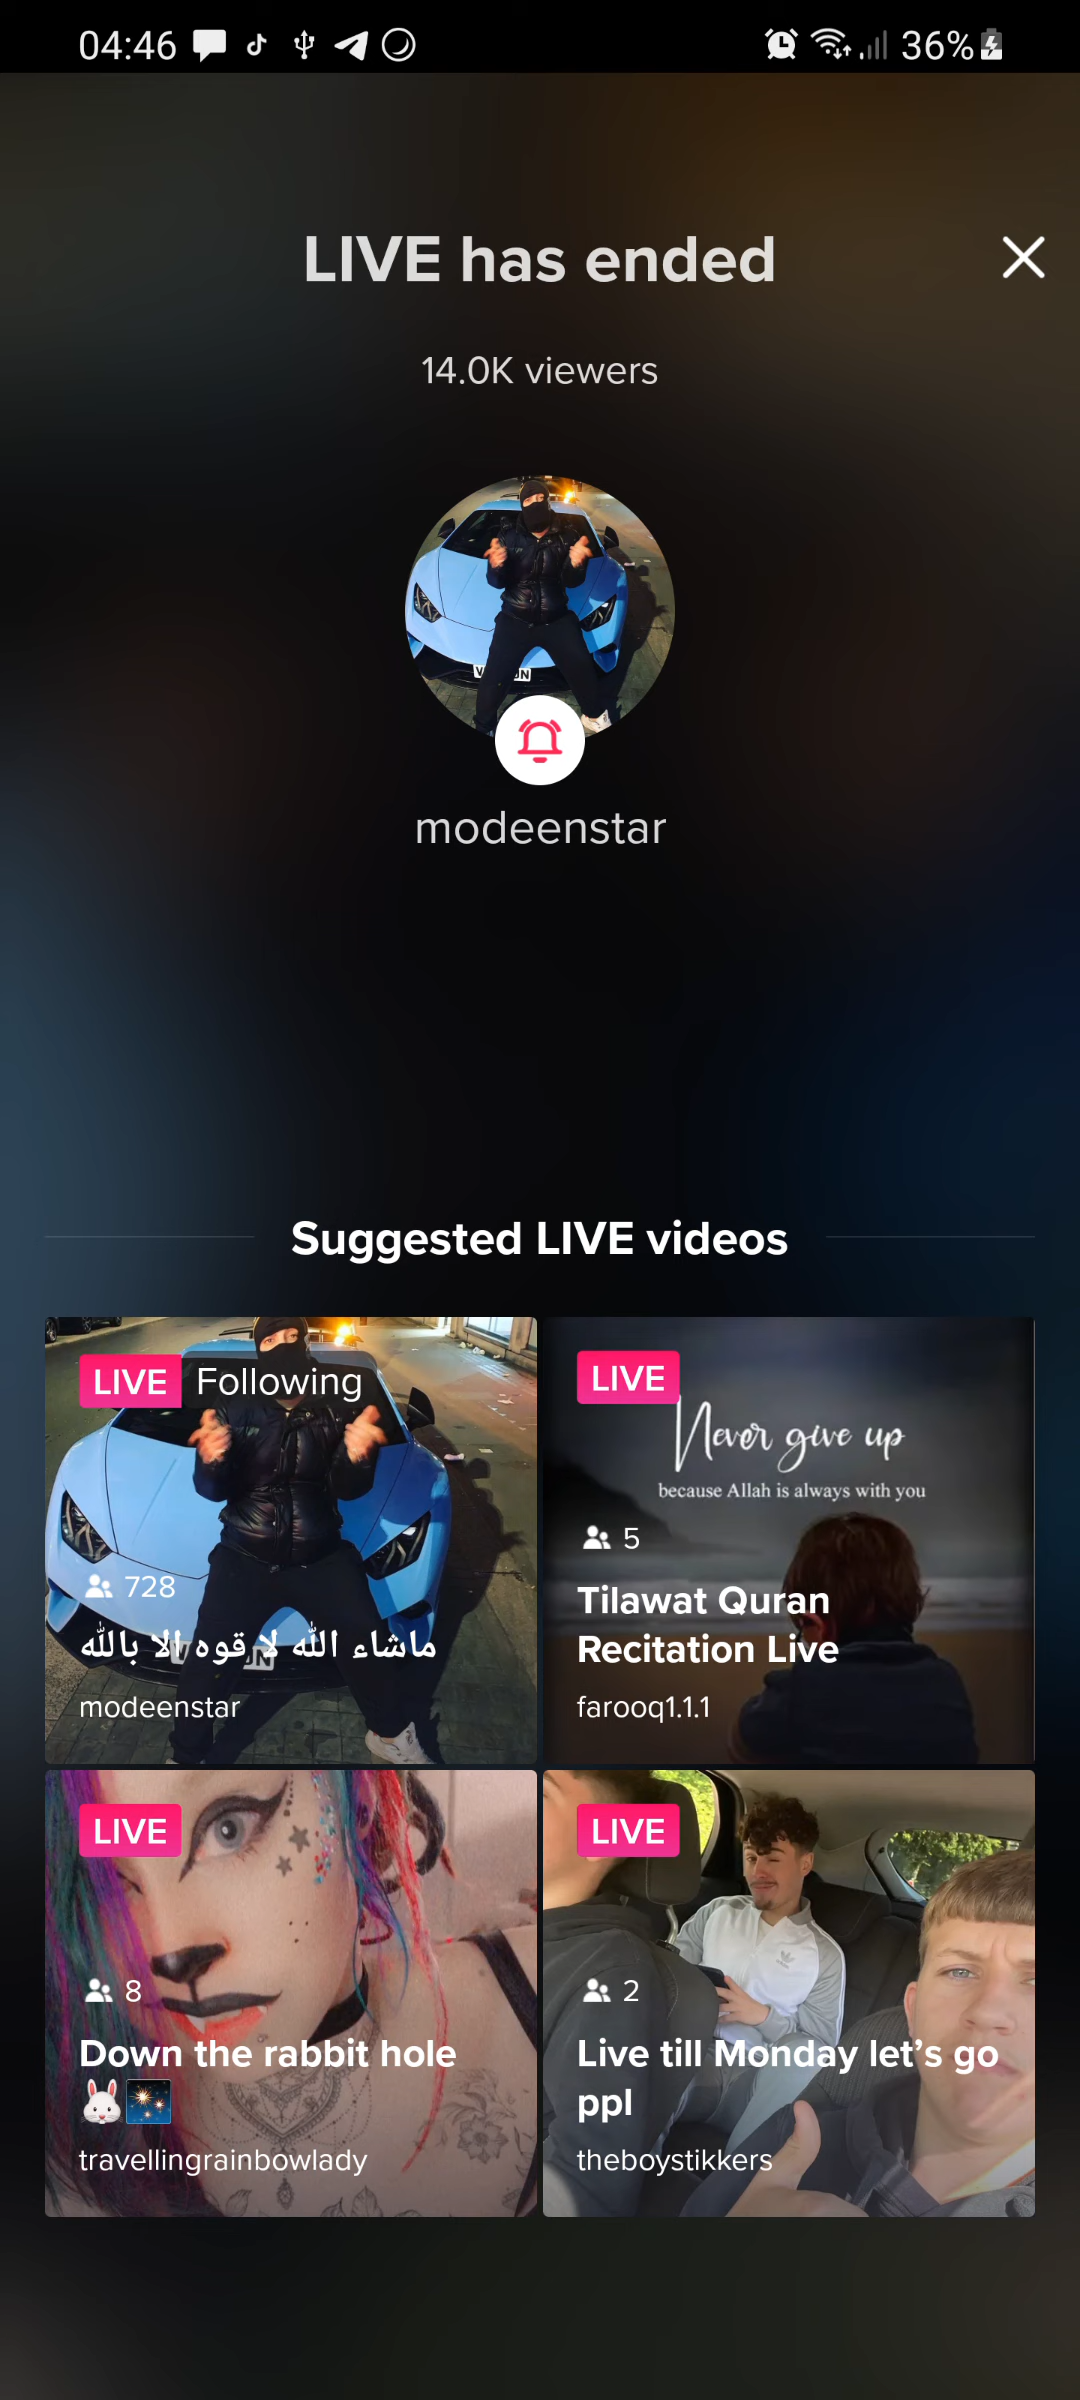 04:46
36%
LIVE has ended
14.0K viewers
modeenstar
Suggested LIVE videos
LIVE Following
728
ماشاء الله لا قوه الا بالله
modeenstar
LIVE
Never give up
because Allah is always with you
5
Tilawat Quran
Recitation Live
farooq1.1.1
LIVE
8
Down the rabbit hole
🐰🎇
travellingrainbowlady
LIVE
2
Live till Monday let's go
ppl
theboystikkers